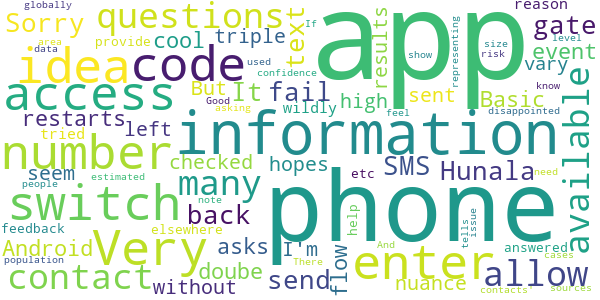 globally
Sorry questions app reason
area
data provide cool triple text results show representing gate
If
idea code used level event
size
confidence risk vary
access But It fail high sent Basic know
Good wildly
asking feel disappointed available
restarts left tried
number information
checked hopes SMS Hunala
seem many etc
people estimated note
switch back phone need
feedback elsewhere asks I'm flow help tells issue answered
And
Android Very doube send enter nuance cases
population There
contact without contacts allow sources